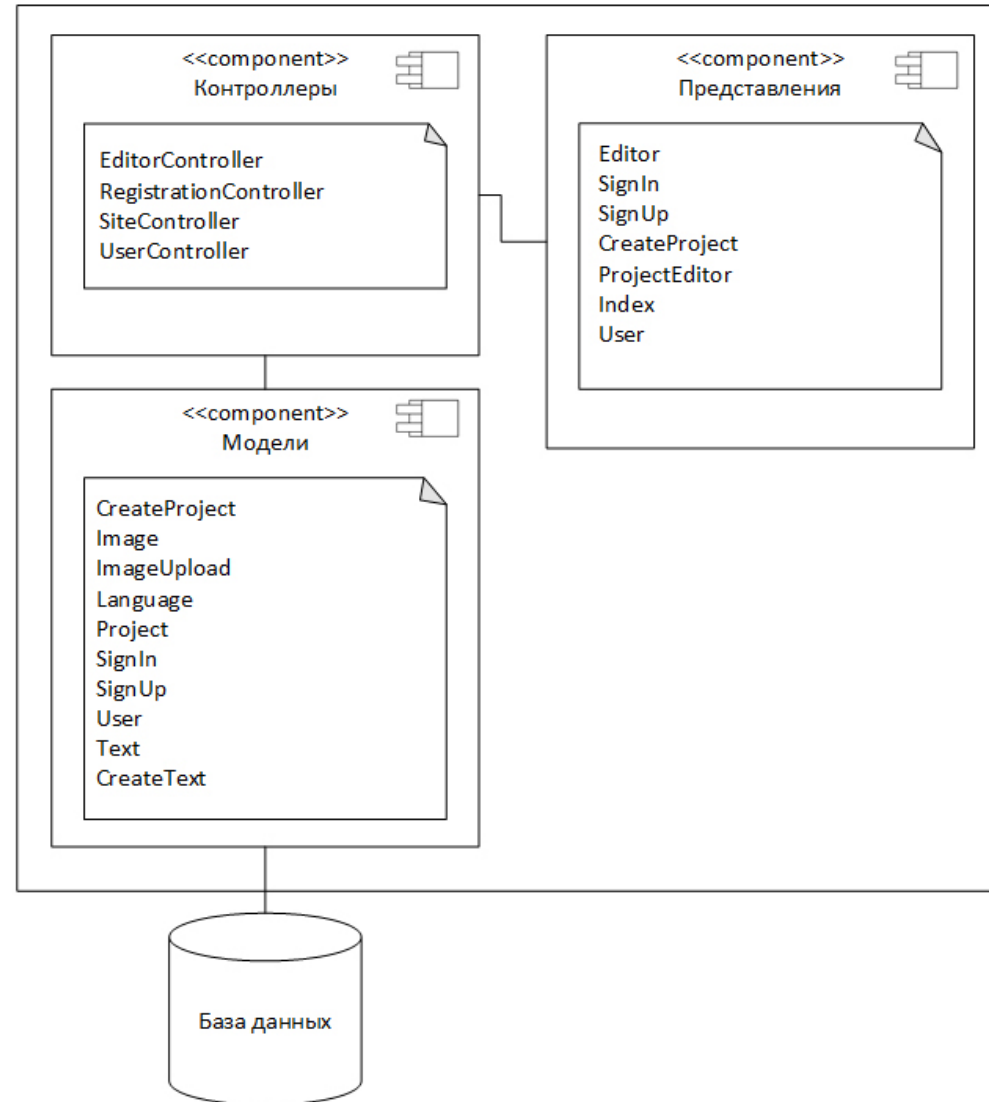 <<component>>
Контроллеры
EditorController
RegistrationController
SiteController
UserController
<<component>>
Представления
Editor
SignIn
SignUp
CreateProject
ProjectEditor
Index
User
<<component>>
Модели
CreateProject
Image
ImageUpload
Language
Project
SignIn
SignUp
User
Text
CreateText
База данных